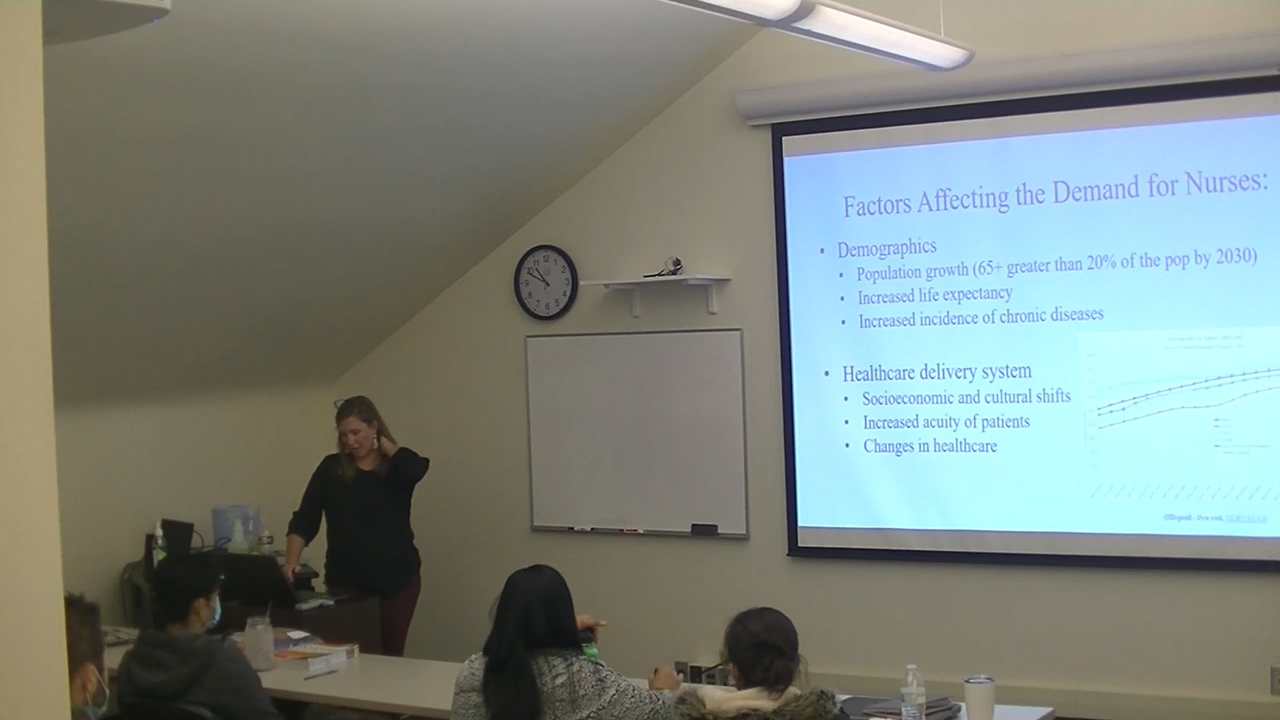 Factors Affecting the Demand for Nurses:
• Demographics
• Population growth (65+ greater than 20% of the pop by 2030)
• Increased life expectancy
• Increased incidence of chronic diseases
• Healthcare delivery system
• Socioeconomic and cultural shifts
• Increased acuity of patients
• Changes in healthcare